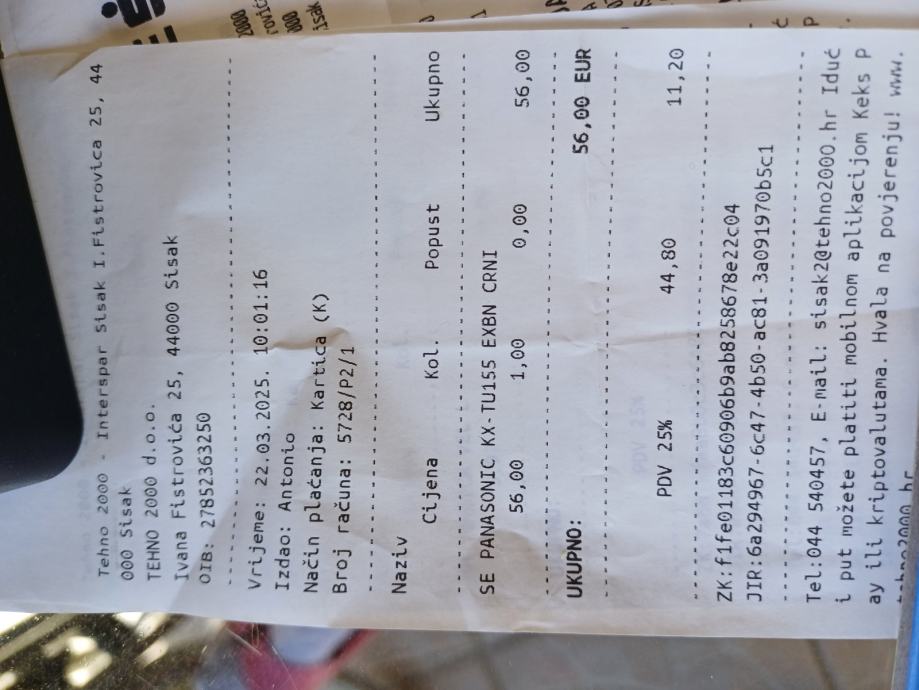 Tehno 2000 - Interspar Sisak I.Fistrovica 25, 44
000 Sisak
TEHNO 2000 d.o.o.
Ivana Fistrovića 25, 44000 Sisak
OIB: 27852363250
Vrijeme: 22.03.2025. 10:01:16
Izdao: Antonio
Način plaćanja: Kartica (K)
Broj računa: 5728/P2/1
Naziv
Cijena Kol. Popust Ukupno
SE PANASONIC KX-TU155 EXBN CRNI
56,00 1,00 0,00 56,00
UKUPNO: 56,00 EUR
PDV 25% 44,80 11,20
ZK:f1fe01183c60906b9ab8258678e22c04
JIR:6a294967-6c47-4b50-ac81-3a091970b5c1
Tel:044 540457, E-mail: sisak2@tehno2000.hr Iduć
i put možete platiti mobilnom aplikacijom Keks P
ay ili kriptovalutama. Hvala na povjerenju! www.
tehno2000.hr